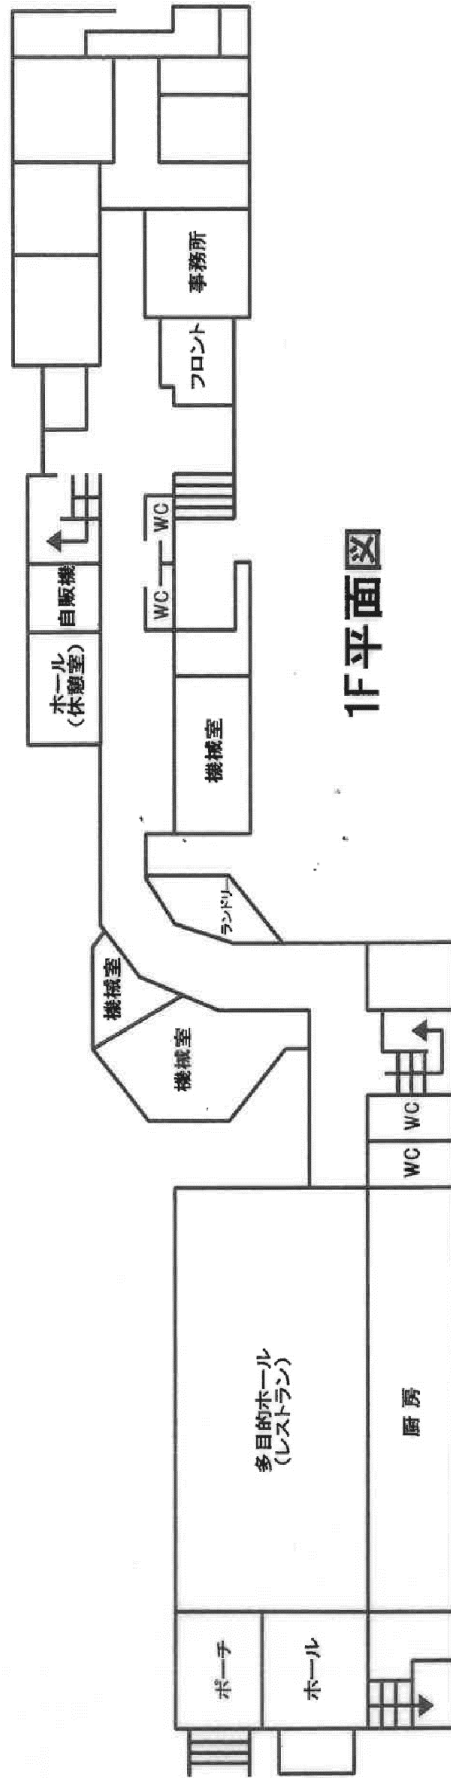 1F平面図
事務所
フロント
WC
WC
自販機
ホール
(休憩室)
機械室
ランドリー
機械室
機械室
WC
WC
多目的ホール
(レストラン)
厨房
ポーチ
ホール